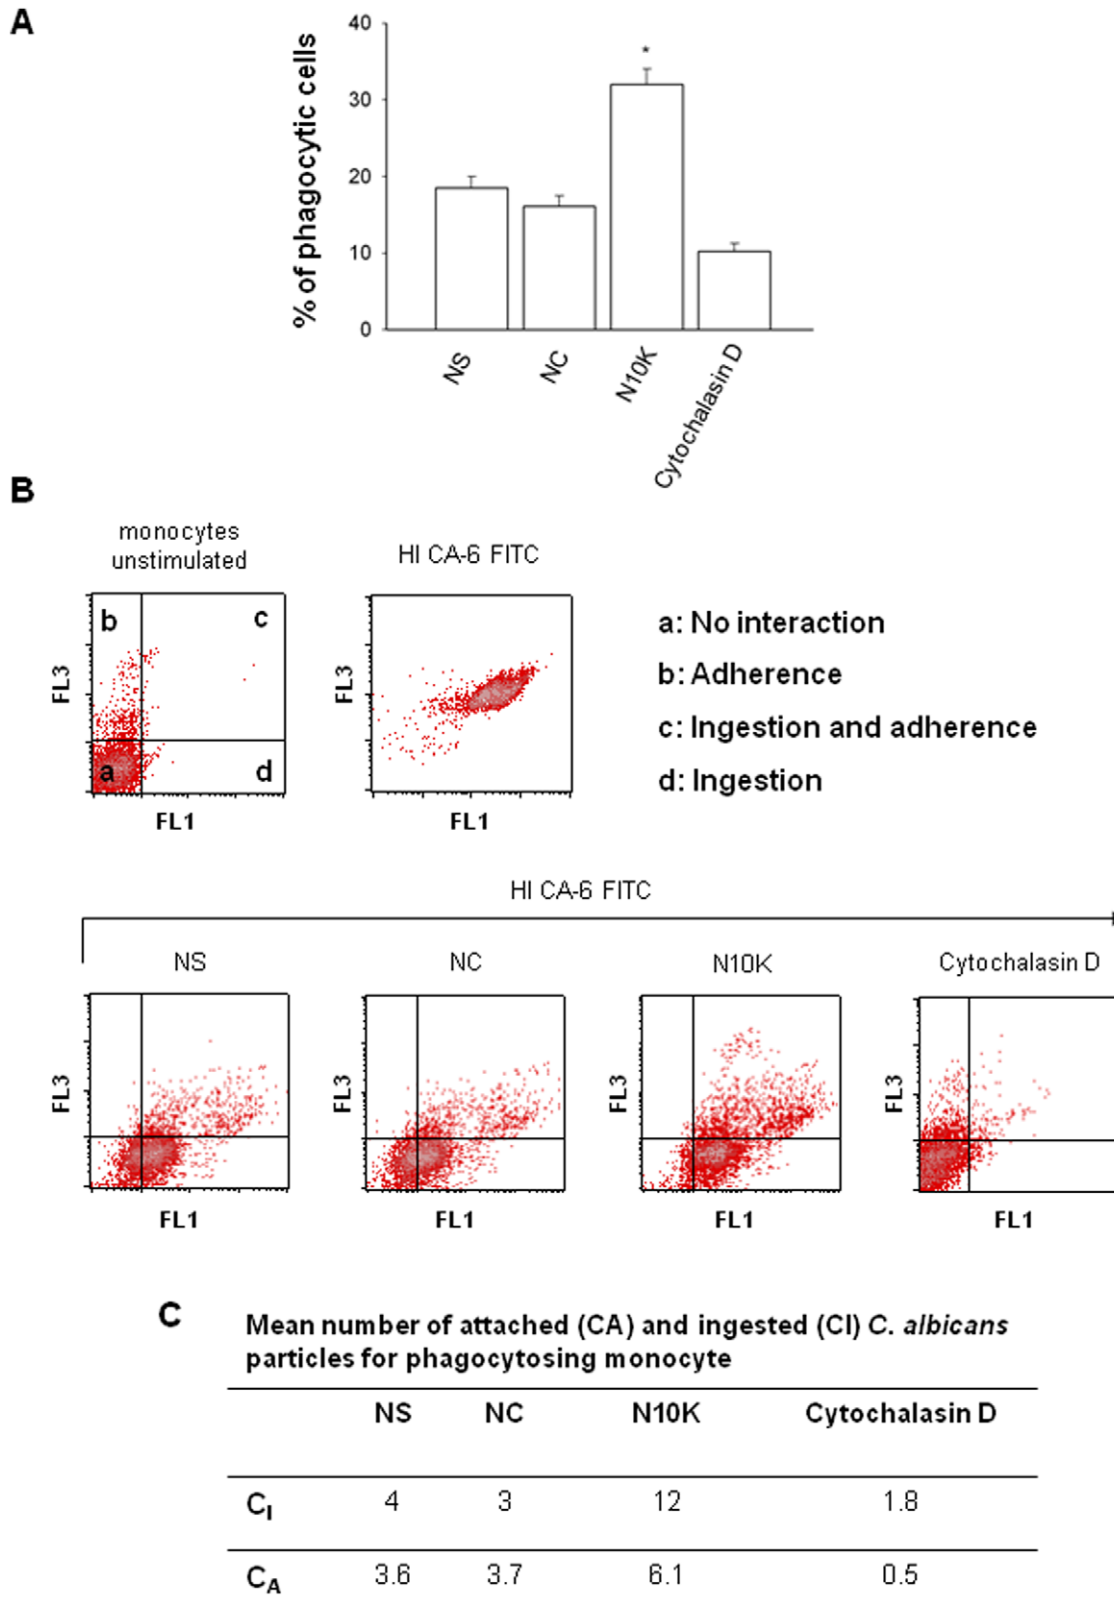 A
40
30
20
10
0
% of phagocytic cells
*
NS
NC
N10K
Cytochalasin D
B
monocytes
unstimulated
HI CA-6 FITC
b
c
a
d
FL3
FL1
FL3
FL1
a: No interaction
b: Adherence
c: Ingestion and adherence
d: Ingestion
HI CA-6 FITC
NS
NC
N10K
Cytochalasin D
FL3
FL3
FL3
FL3
FL1
FL1
FL1
FL1
C
Mean number of attached (CA) and ingested (CI) C. albicans
particles for phagocytosing monocyte
NS NC N10K Cytochalasin D
CI 4 3 12 1.8
CA 3.6 3.7 6.1 0.5